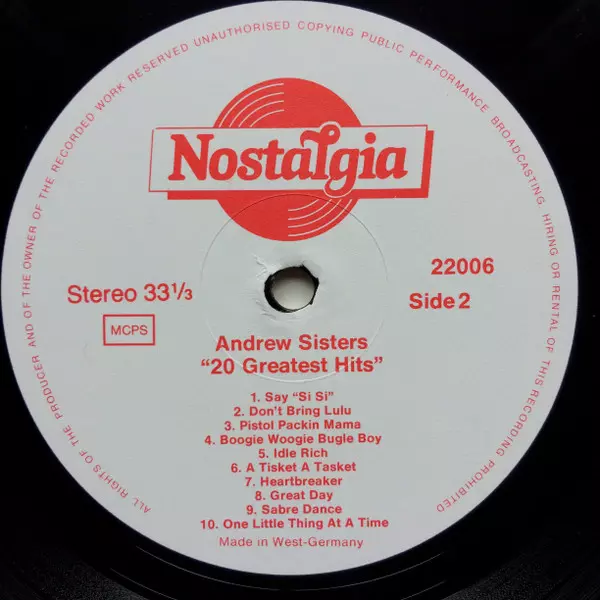 ALL RIGHTS OF THE PRODUCER AND OF THE OWNER OF THE RECORDED WORK RESERVED UNAUTHORISED COPYING PUBLIC PERFORMANCE BROADCASTING. HIRING OR RENTAL OF THIS RECORDING PROHIBITED
Nostalgia
Stereo 33⅓
22006
MCPS
Side 2
Andrew Sisters
“20 Greatest Hits”
1. Say “Si Si”
2. Don't Bring Lulu
3. Pistol Packin Mama
4. Boogie Woogie Bugle Boy
5. Idle Rich
6. A Tisket A Tasket
7. Heartbreaker
8. Great Day
9. Sabre Dance
10. One Little Thing At A Time
Made in West-Germany